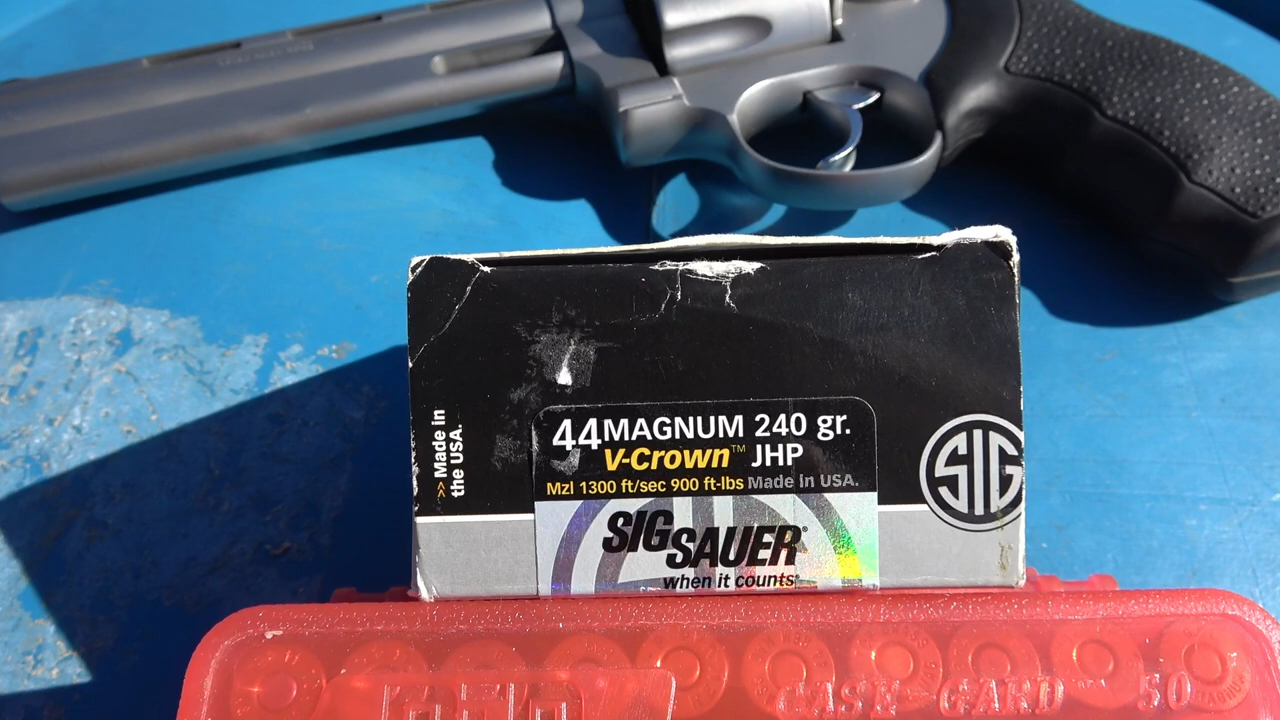 >> Made in
the USA.
44 MAGNUM 240 gr.
V-Crown™ JHP
Mzl 1300 ft/sec 900 ft-lbs Made in USA.
SIG
SIG SAUER®
when it counts®
CASE-GARD 50